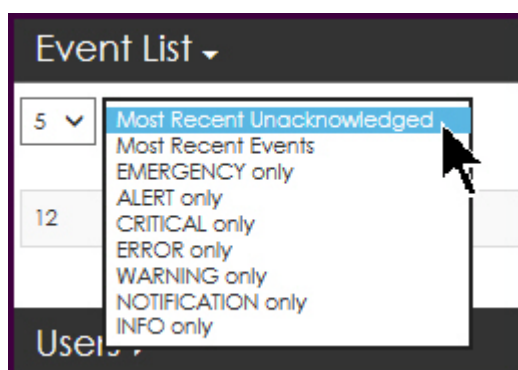 Event List
5
Most Recent Unacknowledged
Most Recent Events
EMERGENCY only
ALERT only
CRITICAL only
ERROR only
WARNING only
NOTIFICATION only
INFO only
12